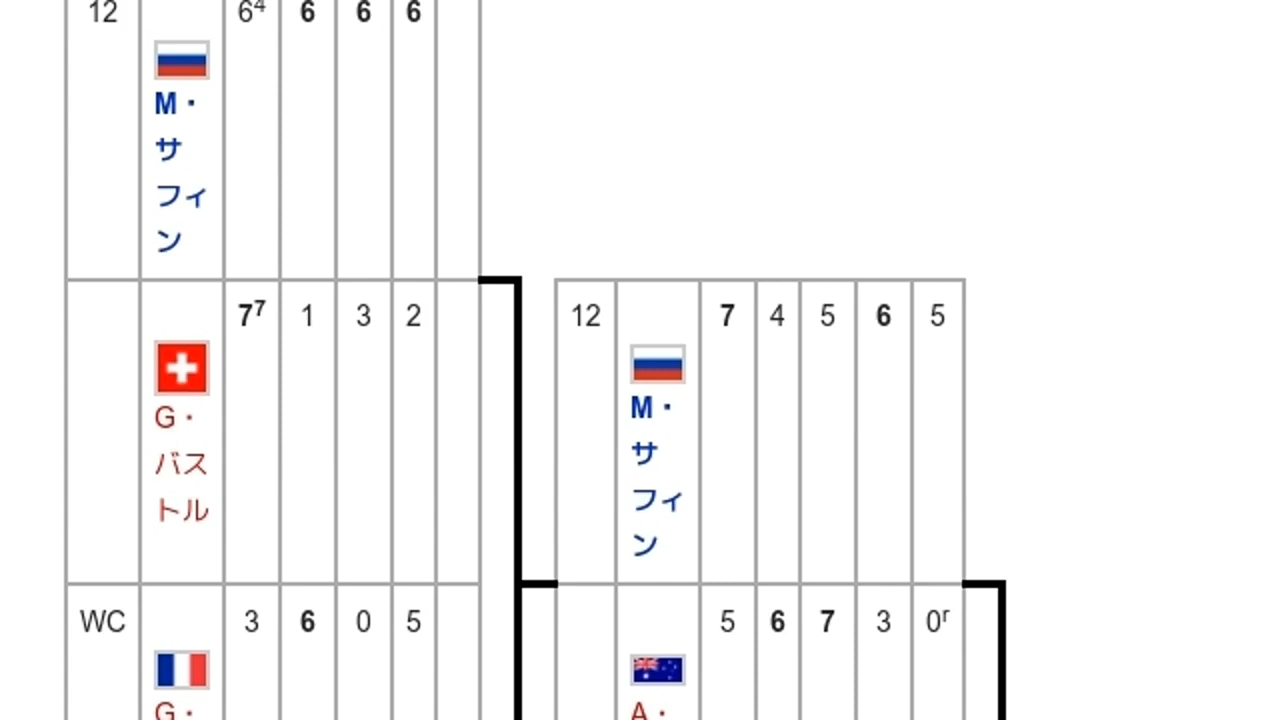 12 6⁴ 6 6 6
M・
サ
フィ
ン
7⁷ 1 3 2
G・
バス
トル
WC 3 6 0 5
G・
12 7 4 5 6 5
M・
サ
フィ
ン
5 6 7 3 0ʳ
A・